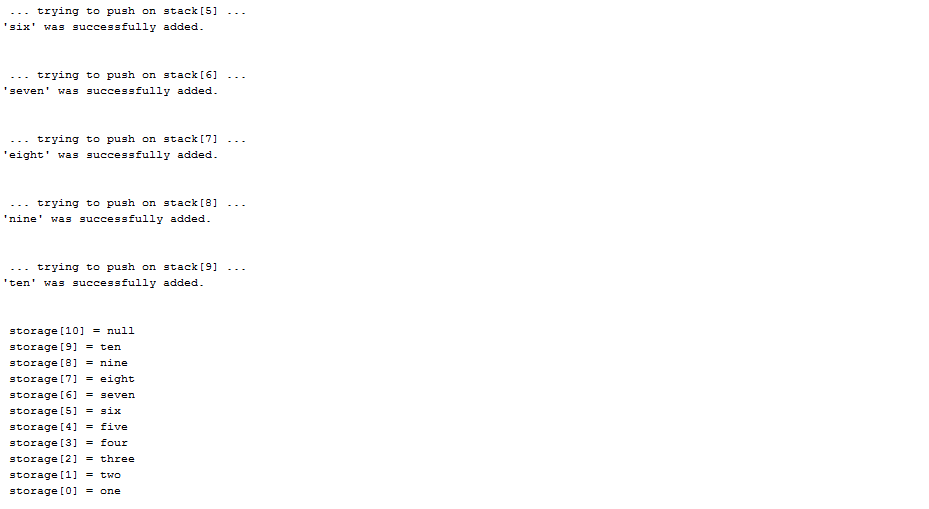 ... trying to push on stack[5] ...
'six' was successfully added.
... trying to push on stack[6] ...
'seven' was successfully added.
... trying to push on stack[7] ...
'eight' was successfully added.
... trying to push on stack[8] ...
'nine' was successfully added.
... trying to push on stack[9] ...
'ten' was successfully added.
storage[10] = null
storage[9] = ten
storage[8] = nine
storage[7] = eight
storage[6] = seven
storage[5] = six
storage[4] = five
storage[3] = four
storage[2] = three
storage[1] = two
storage[0] = one